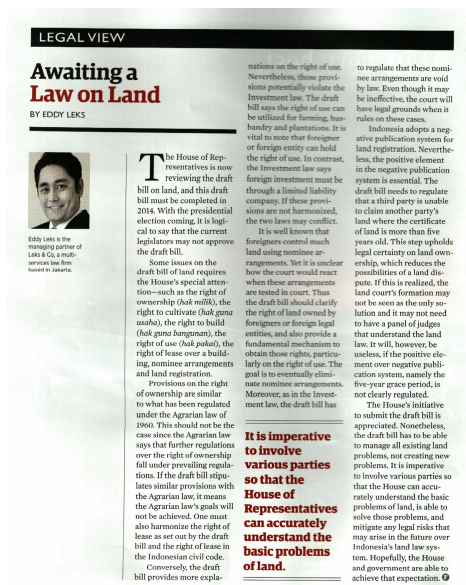 LEGAL VIEW
Awaiting a
Law on Land
BY EDDY LEKS
Eddy Leks is the
managing partner of
Leks & Co, a multi-
services law firm
based in Jakarta.
The House of Rep-
resentatives is now
reviewing the draft
bill on land, and this draft
bill must be completed in
2014. With the presidential
election coming, it is logi-
cal to say that the current
legislators may not approve
the draft bill.
Some issues on the
draft bill of land requires
the House's special atten-
tion—such as the right of
ownership (hak milik), the
right to cultivate (hak guna
usaha), the right to build
(hak guna bangunan), the
right of use (hak pakai), the
right of lease over a build-
ing, nominee arrangements
and land registration.
Provisions on the right
of ownership are similar
to what has been regulated
under the Agrarian law of
1960. This should not be the
case since the Agrarian law
says that further regulations
over the right of ownership
fall under prevailing regula-
tions. If the draft bill stipu-
lates similar provisions with
the Agrarian law, it means
the Agrarian law's goals will
not be achieved. One must
also harmonize the right of
lease as set out by the draft
bill and the right of lease in
the Indonesian civil code.
Conversely, the draft
bill provides more expla-
nations on the right of use.
Nevertheless, those provi-
sions potentially violate the
Investment law. The draft
bill says the right of use can
be utilized for farming, hus-
bandry and plantations. It is
vital to note that foreigner
or foreign entity can hold
the right of use. In contrast,
the Investment law says
foreign investment must be
through a limited liability
company. If these provi-
sions are not harmonized,
the two laws may conflict.
It is well known that
foreigners control much
land using nominee ar-
rangements. Yet it is unclear
how the court would react
when these arrangements
are tested in court. Thus
the draft bill should clarify
the right of land owned by
foreigners or foreign legal
entities, and also provide a
fundamental mechanism to
obtain those rights, particu-
larly on the right of use. The
goal is to eventually elimi-
nate nominee arrangements.
Moreover, as in the Invest-
ment law, the draft bill has
It is imperative
to involve
various parties
so that the
House of
Representatives
can accurately
understand the
basic problems
of land.
to regulate that these nomi-
nee arrangements are void
by law. Even though it may
be ineffective, the court will
have legal grounds when it
rules on these cases.
Indonesia adopts a neg-
ative publication system for
land registration. Neverthe-
less, the positive element
in the negative publication
system is essential. The
draft bill needs to regulate
that a third party is unable
to claim another party's
land where the certificate
of land is more than five
years old. This step upholds
legal certainty on land own-
ership, which reduces the
possibilities of a land dis-
pute. If this is realized, the
land court's formation may
not be seen as the only so-
lution and it may not need
to have a panel of judges
that understand the land
law. It will, however, be
useless, if the positive ele-
ment over negative publi-
cation system, namely the
five-year grace period, is
not clearly regulated.
The House's initiative
to submit the draft bill is
appreciated. Nonetheless,
the draft bill has to be able
to manage all existing land
problems, not creating new
problems. It is imperative
to involve various parties so
that the House can accu-
rately understand the basic
problems of land, is able to
solve those problems, and
mitigate any legal risks that
may arise in the future over
Indonesia's land law sys-
tem. Hopefully, the House
and government are able to
achieve that expectation.